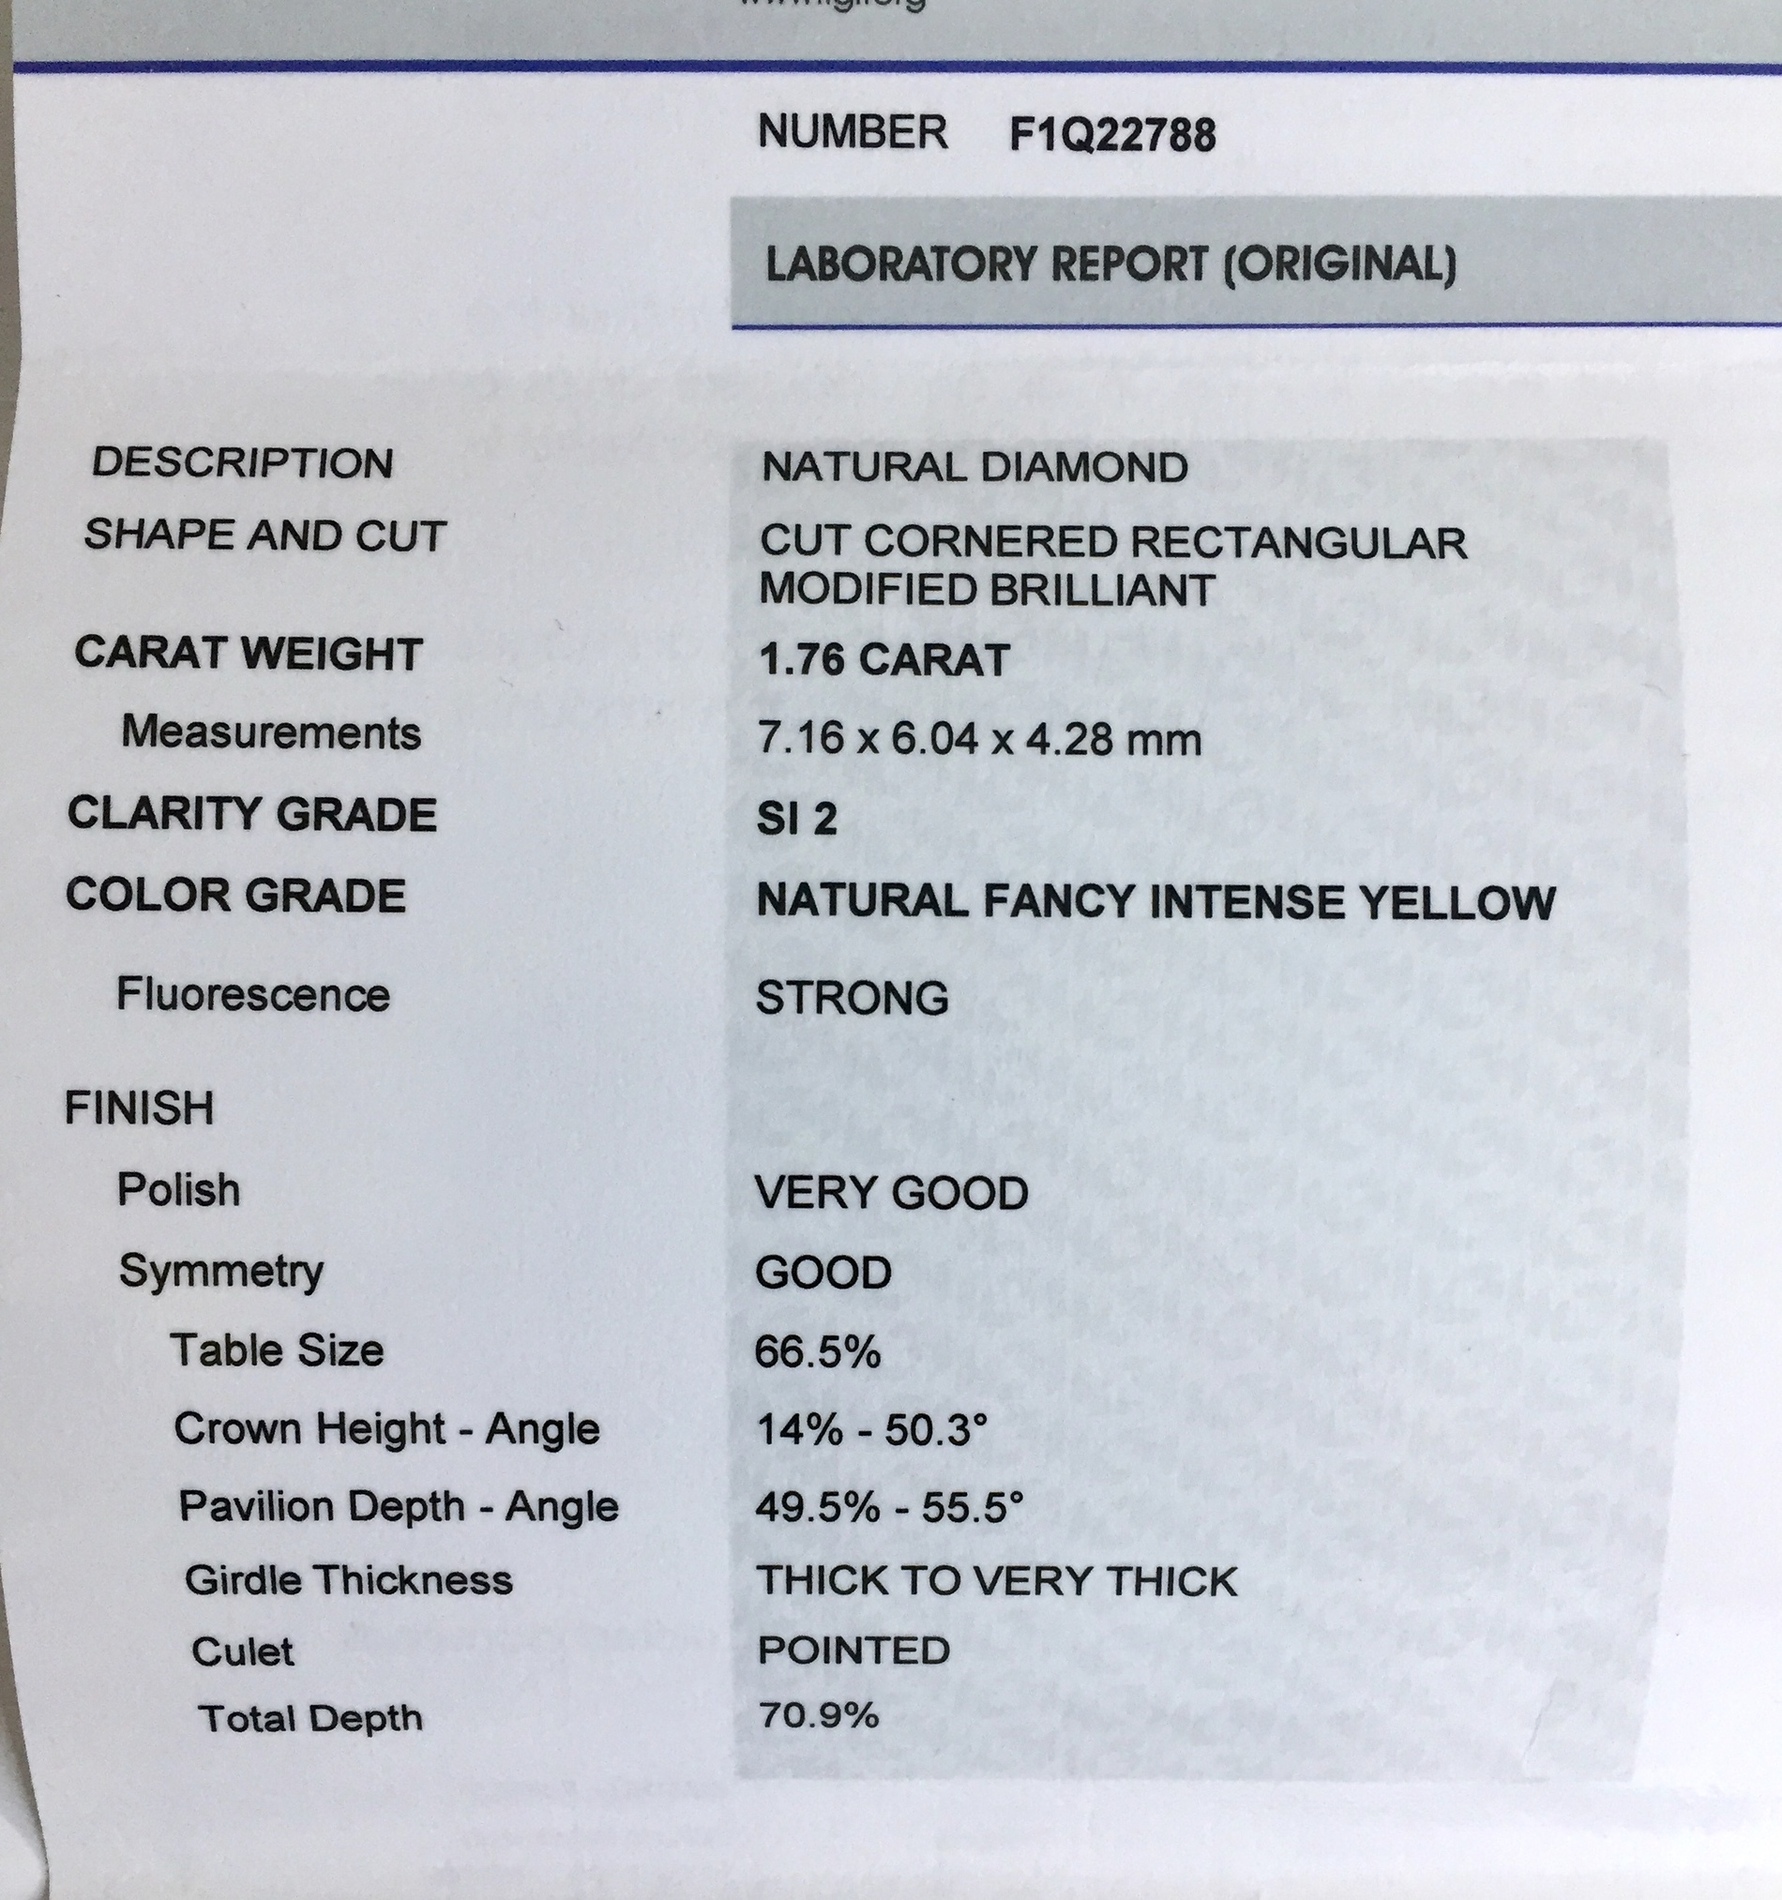 NUMBER F1Q22788
LABORATORY REPORT (ORIGINAL)
DESCRIPTION NATURAL DIAMOND
SHAPE AND CUT CUT CORNERED RECTANGULAR
MODIFIED BRILLIANT
CARAT WEIGHT 1.76 CARAT
Measurements 7.16 x 6.04 x 4.28 mm
CLARITY GRADE SI 2
COLOR GRADE NATURAL FANCY INTENSE YELLOW
Fluorescence STRONG
FINISH
Polish VERY GOOD
Symmetry GOOD
Table Size 66.5%
Crown Height - Angle 14% - 50.3°
Pavilion Depth - Angle 49.5% - 55.5°
Girdle Thickness THICK TO VERY THICK
Culet POINTED
Total Depth 70.9%